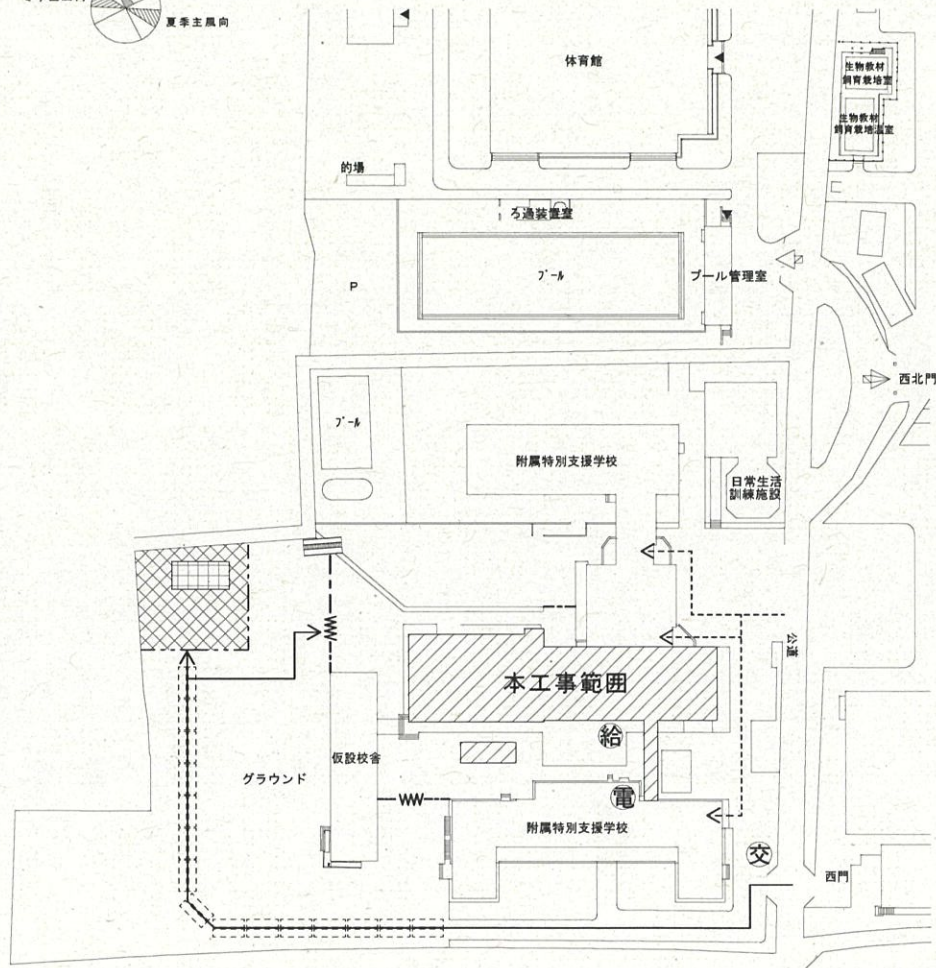 夏季主風向
体育館
生物教材
飼育栽培室
生物教材
飼育栽培温室
的場
ろ過装置室
プール
プール管理室
P
西北門
プール
附属特別支援学校
日常生活
訓練施設
公道
本工事範囲
給
仮設校舎
グラウンド
電
附属特別支援学校
交
西門